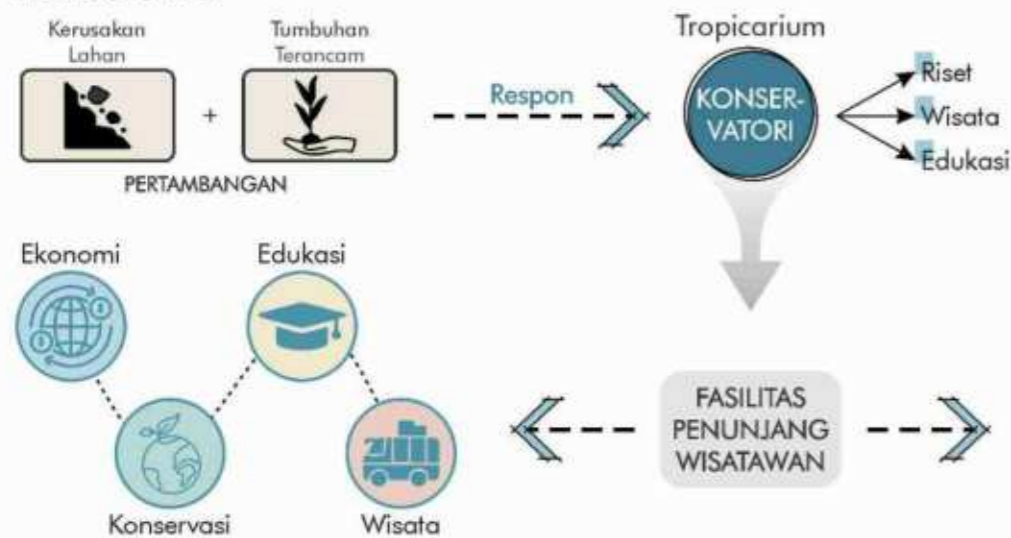 Kerusakan
Lahan
Tumbuhan
Terancam
+
PERTAMBANGAN
Respon
Tropicarium
KONSER-
VATORI
Riset
Wisata
Edukasi
Ekonomi
Edukasi
Konservasi
Wisata
FASILITAS
PENUNJANG
WISATAWAN